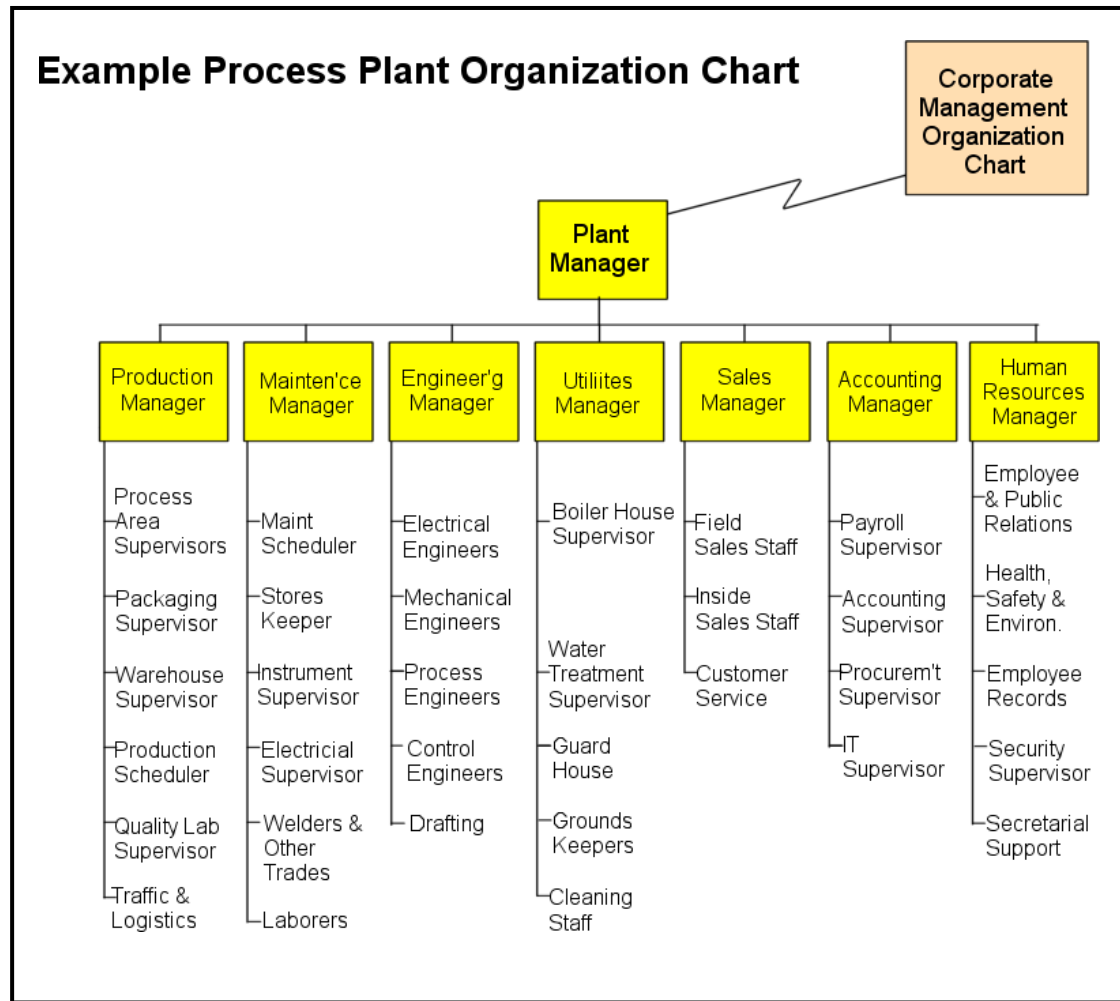 Example Process Plant Organization Chart
Corporate
Management
Organization
Chart
Plant
Manager
Production
Manager
Mainten'ce
Manager
Engineer'g
Manager
Utiliites
Manager
Sales
Manager
Accounting
Manager
Human
Resources
Manager
Process
Area
Supervisors
Packaging
Supervisor
Warehouse
Supervisor
Production
Scheduler
Quality Lab
Supervisor
Traffic &
Logistics
Maint
Scheduler
Stores
Keeper
Instrument
Supervisor
Electricial
Supervisor
Welders &
Other
Trades
Laborers
Electrical
Engineers
Mechanical
Engineers
Process
Engineers
Control
Engineers
Drafting
Boiler House
Supervisor
Water
Treatment
Supervisor
Guard
House
Grounds
Keepers
Cleaning
Staff
Field
Sales Staff
Inside
Sales Staff
Customer
Service
Payroll
Supervisor
Accounting
Supervisor
Procurem't
Supervisor
IT
Supervisor
Employee
& Public
Relations
Health,
Safety &
Environ.
Employee
Records
Security
Supervisor
Secretarial
Support